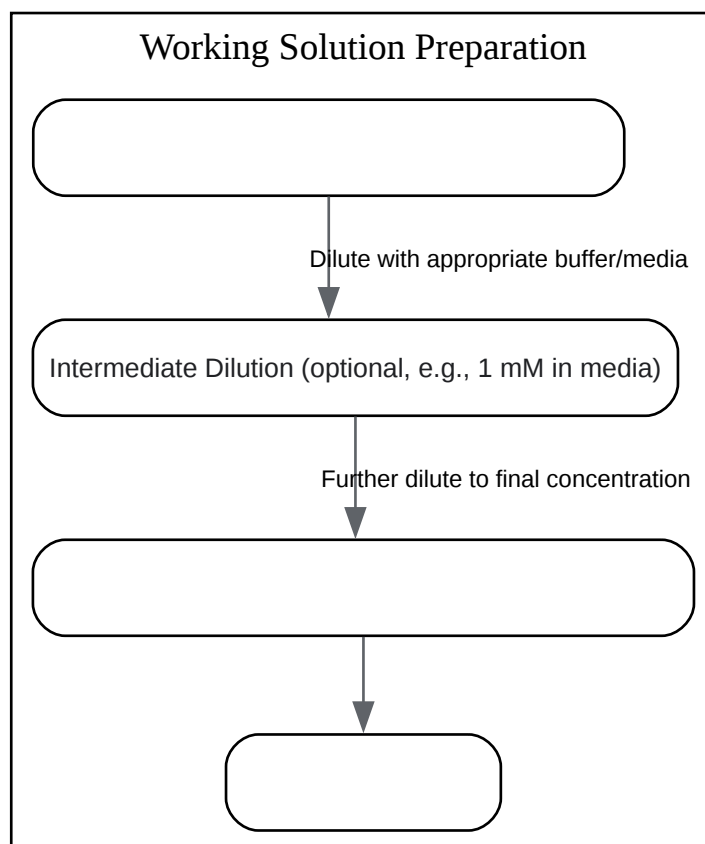 Working Solution Preparation
Dilute with appropriate buffer/media
Intermediate Dilution (optional, e.g., 1 mM in media)
Further dilute to final concentration